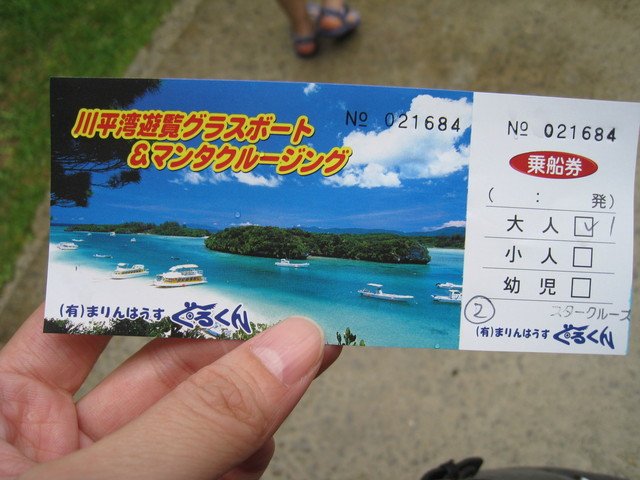 川平湾遊覧グラスボート
&マンタクルージング
№ 021684
(有)まりんはうす ぐるくん
№ 021684
乗船券
( : 発)
大人 □ 1
小人 □
幼児 □
② スタークルーズ
(有)まりんはうす ぐるくん